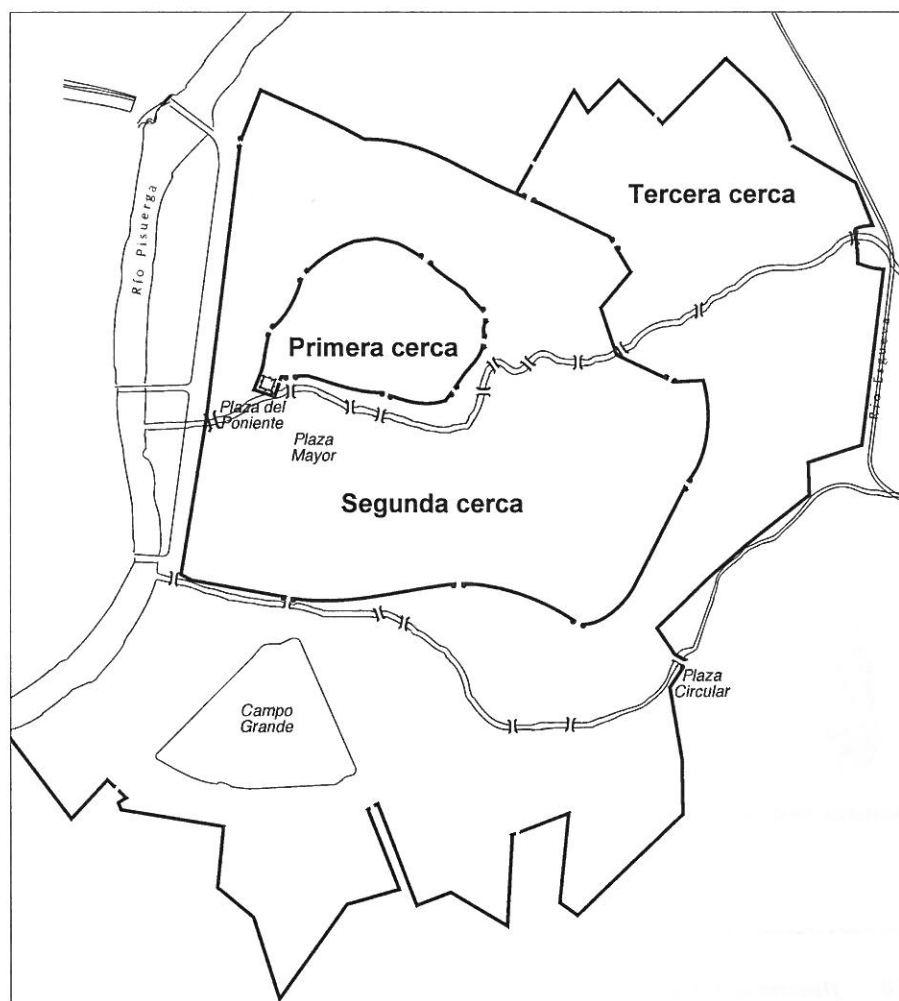 Tercera cerca
Río Pisuerga
Primera cerca
Río Esgueva
Plaza del
Poniente
Plaza
Mayor
Segunda cerca
Plaza
Circular
Campo
Grande